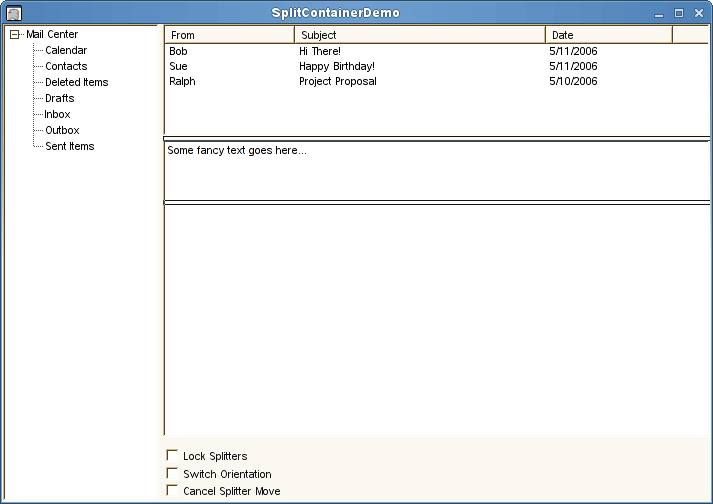 SplitContainerDemo
Mail Center
Calendar
Contacts
Deleted Items
Drafts
Inbox
Outbox
Sent Items
From Subject Date
Bob Hi There! 5/11/2006
Sue Happy Birthday! 5/11/2006
Ralph Project Proposal 5/10/2006
Some fancy text goes here...
Lock Splitters
Switch Orientation
Cancel Splitter Move